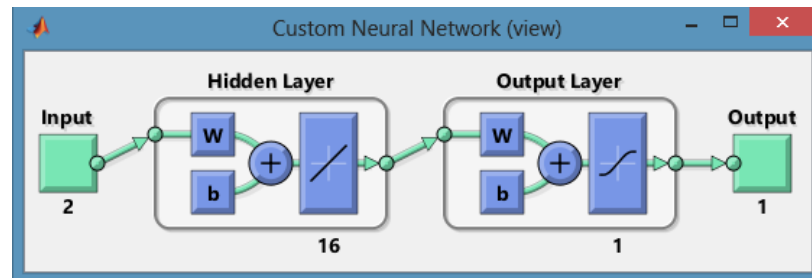 Custom Neural Network (view)
Hidden Layer
Output Layer
Input
Output
W
+
b
W
+
b
2
16
1
1